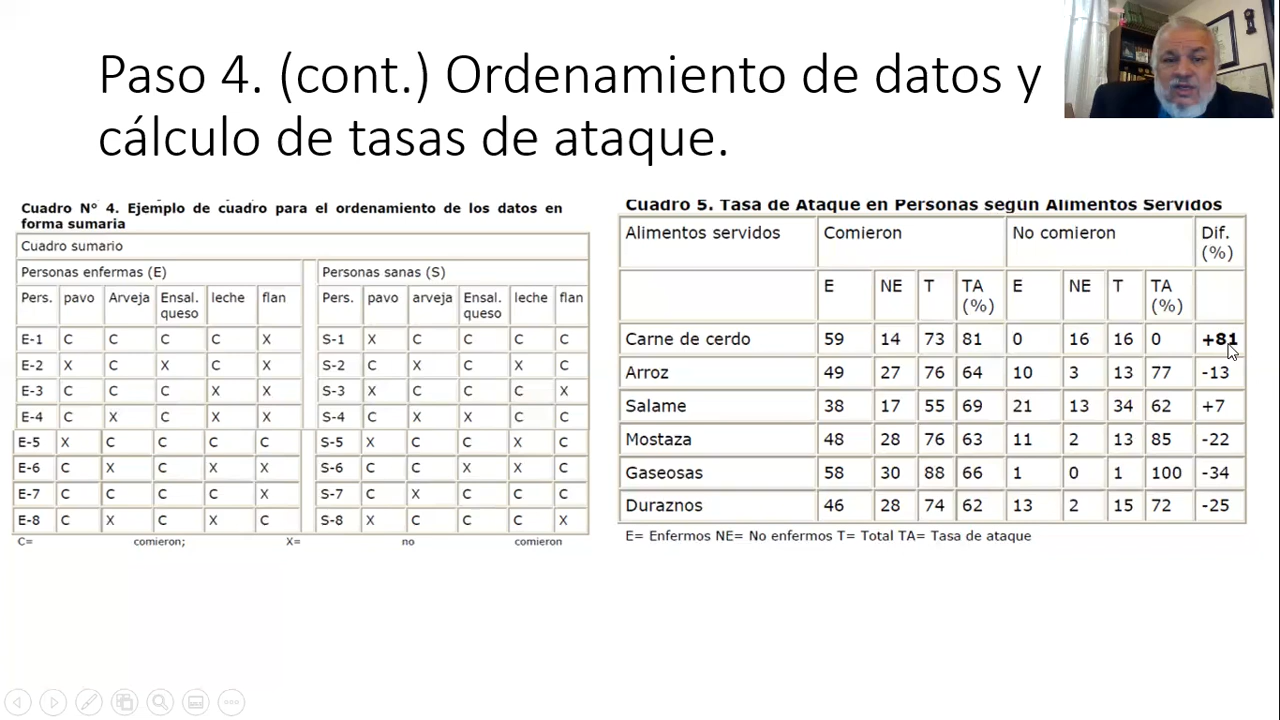 Paso 4. (cont.) Ordenamiento de datos y
cálculo de tasas de ataque.
Cuadro N° 4. Ejemplo de cuadro para el ordenamiento de los datos en
forma sumaria
Cuadro sumario
Personas enfermas (E) Personas sanas (S)
Pers. pavo Arveja Ensal. queso leche flan Pers. pavo arveja Ensal. queso leche flan
E-1 C C C C X S-1 X C C C C
E-2 X C X C X S-2 C C C X C
E-3 C C C X X S-3 X C C C X
E-4 C X C X X S-4 C X X C C
E-5 X C C C C S-5 X C C X C
E-6 C X C X X S-6 C C X X C
E-7 C C C C X S-7 C X C C C
E-8 C X C X C S-8 X C C C X
C= comieron; X= no comieron
Cuadro 5. Tasa de Ataque en Personas según Alimentos Servidos
Alimentos servidos Comieron No comieron Dif. (%)
E NE T TA (%) E NE T TA (%)
Carne de cerdo 59 14 73 81 0 16 16 0 +81
Arroz 49 27 76 64 10 3 13 77 -13
Salame 38 17 55 69 21 13 34 62 +7
Mostaza 48 28 76 63 11 2 13 85 -22
Gaseosas 58 30 88 66 1 0 1 100 -34
Duraznos 46 28 74 62 13 2 15 72 -25
E= Enfermos NE= No enfermos T= Total TA= Tasa de ataque